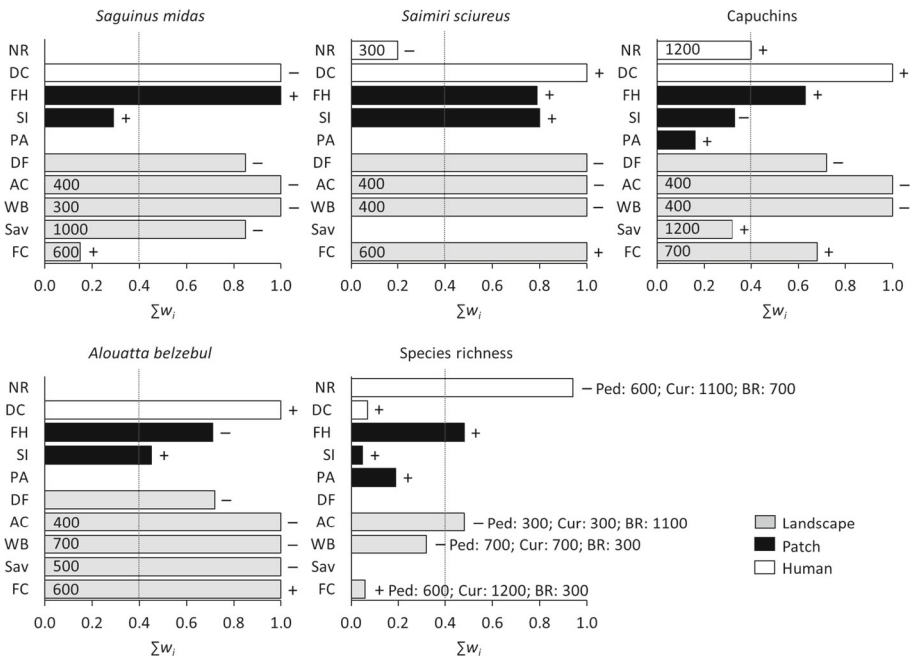 Saguinus midas
NR
DC –
FH +
SI +
PA
DF –
AC 400 –
WB 300 –
Sav 1000 –
FC 600 +
0.0 0.2 0.4 0.6 0.8 1.0
∑wi
Saimiri sciureus
300 –
DC +
FH +
SI +
PA
DF –
AC 400 –
WB 400 –
Sav
FC 600 +
0.0 0.2 0.4 0.6 0.8 1.0
∑wi
Capuchins
NR 1200 +
DC +
FH +
SI –
PA +
DF –
AC 400 –
WB 400 –
Sav 1200 +
FC 700 +
0.0 0.2 0.4 0.6 0.8 1.0
∑wi
Alouatta belzebul
NR
DC +
FH –
SI +
PA
DF –
AC 400 –
WB 700 –
Sav 500 –
FC 600 +
0.0 0.2 0.4 0.6 0.8 1.0
∑wi
Species richness
NR – Ped: 600; Cur: 1100; BR: 700
DC +
FH +
SI +
PA +
DF
AC – Ped: 300; Cur: 300; BR: 1100
WB – Ped: 700; Cur: 700; BR: 300
Sav
FC + Ped: 600; Cur: 1200; BR: 300
0.0 0.2 0.4 0.6 0.8 1.0
∑wi
Landscape
Patch
Human